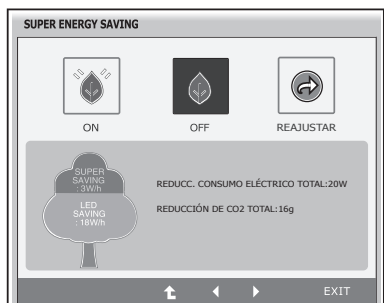 SUPER ENERGY SAVING
ON
OFF
REAJUSTAR
SUPER
SAVING
: 3W/h
LED
SAVING
: 18W/h
REDUCC. CONSUMO ELÉCTRICO TOTAL:20W
REDUCCIÓN DE CO2 TOTAL:16g
EXIT